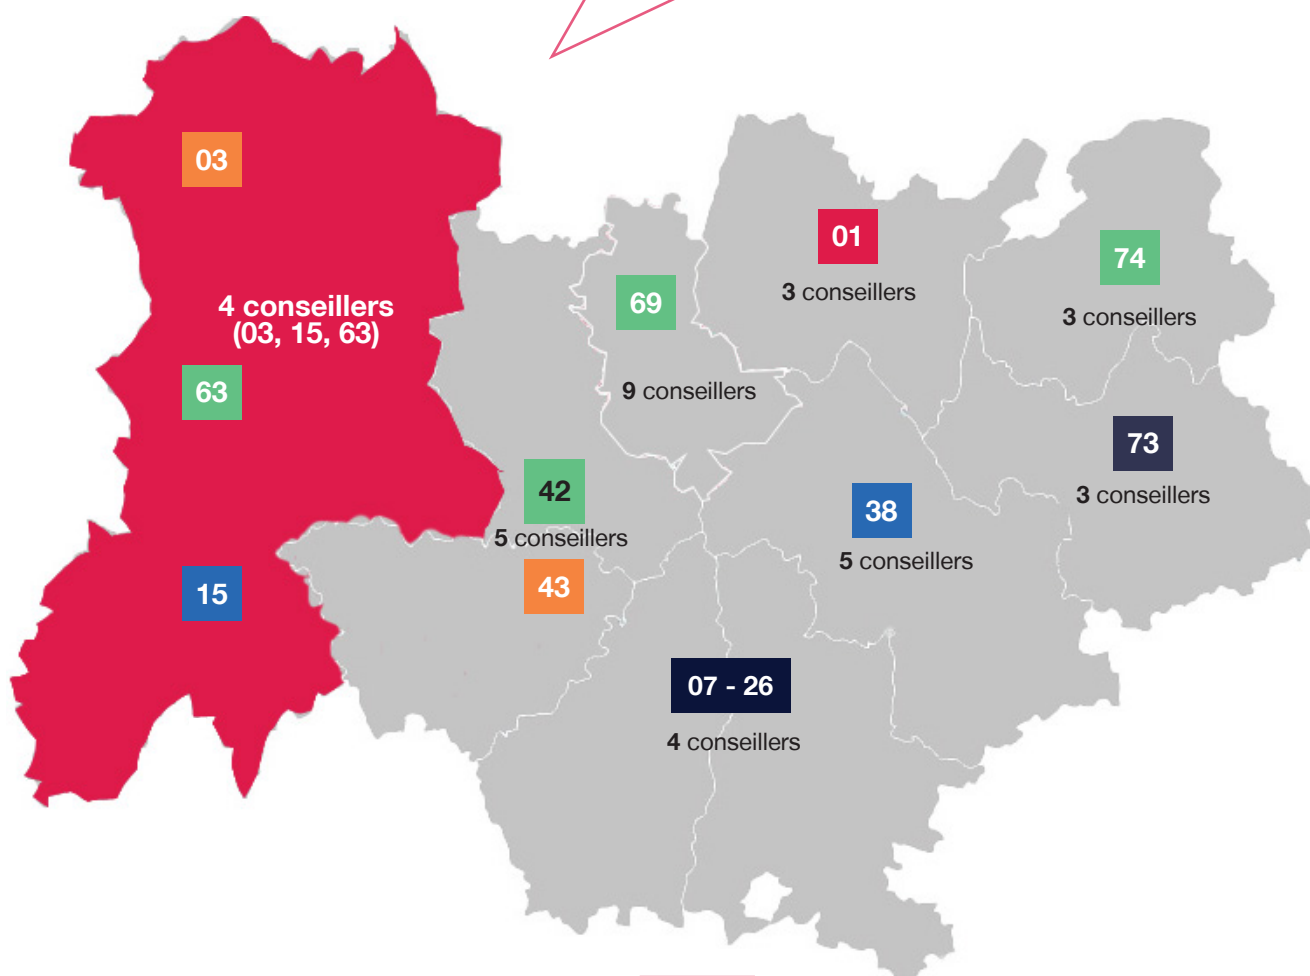 03
4 conseillers
(03, 15, 63)
63
15
69
9 conseillers
01
3 conseillers
74
3 conseillers
73
3 conseillers
42
5 conseillers
43
38
5 conseillers
07 - 26
4 conseillers